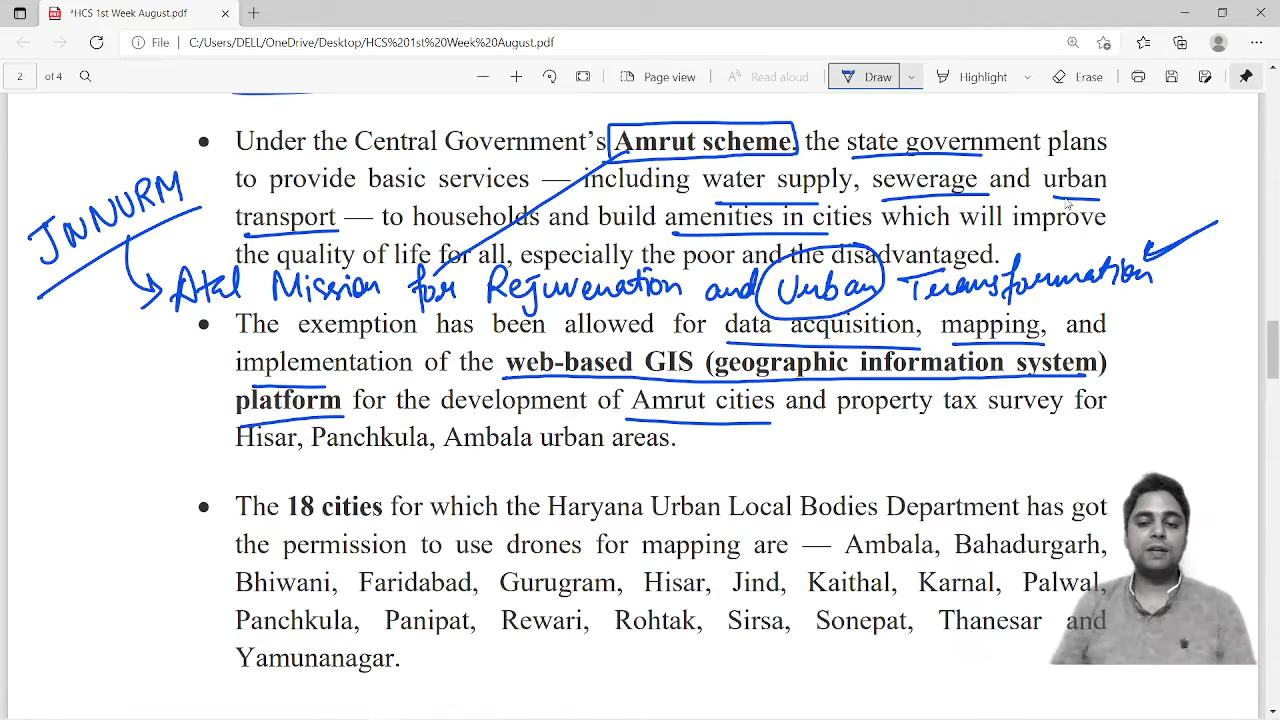 *HCS 1st Week August.pdf
File C:/Users/DELL/OneDrive/Desktop/HCS%201st%20Week%20August.pdf
2 of 4 Page view Read aloud Draw Highlight Erase
Under the Central Government's Amrut scheme, the state government plans
to provide basic services — including water supply, sewerage and urban
transport — to households and build amenities in cities which will improve
the quality of life for all, especially the poor and the disadvantaged.
JNNURM
Atal Mission for Rejuvenation and Urban Transformation
The exemption has been allowed for data acquisition, mapping, and
implementation of the web-based GIS (geographic information system)
platform for the development of Amrut cities and property tax survey for
Hisar, Panchkula, Ambala urban areas.
The 18 cities for which the Haryana Urban Local Bodies Department has got
the permission to use drones for mapping are — Ambala, Bahadurgarh,
Bhiwani, Faridabad, Gurugram, Hisar, Jind, Kaithal, Karnal, Palwal,
Panchkula, Panipat, Rewari, Rohtak, Sirsa, Sonepat, Thanesar and
Yamunanagar.